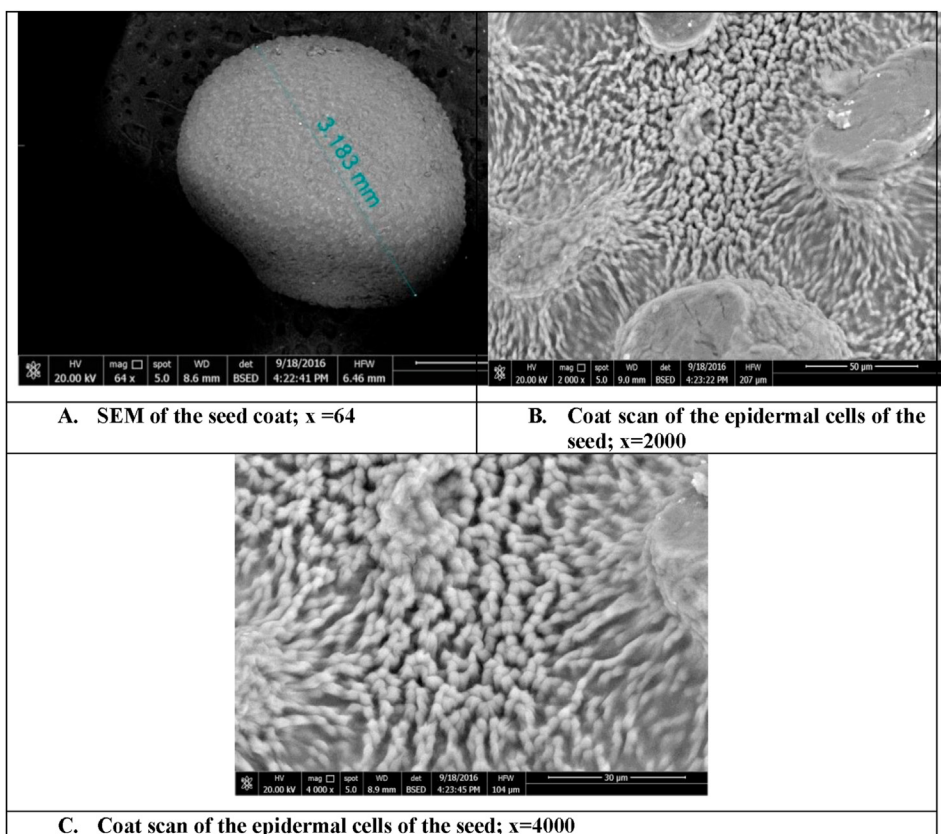 3.183 mm
HV mag spot WD det 9/18/2016 HFW
20.00 kV 64 x 5.0 8.6 mm BSED 4:22:41 PM 6.46 mm
50 µm
HV mag spot WD det 9/18/2016 HFW
20.00 kV 2 000 x 5.0 9.0 mm BSED 4:23:22 PM 207 µm
A. SEM of the seed coat; x =64
B. Coat scan of the epidermal cells of the
seed; x=2000
30 µm
HV mag spot WD det 9/18/2016 HFW
20.00 kV 4 000 x 5.0 8.9 mm BSED 4:23:45 PM 104 µm
C. Coat scan of the epidermal cells of the seed; x=4000